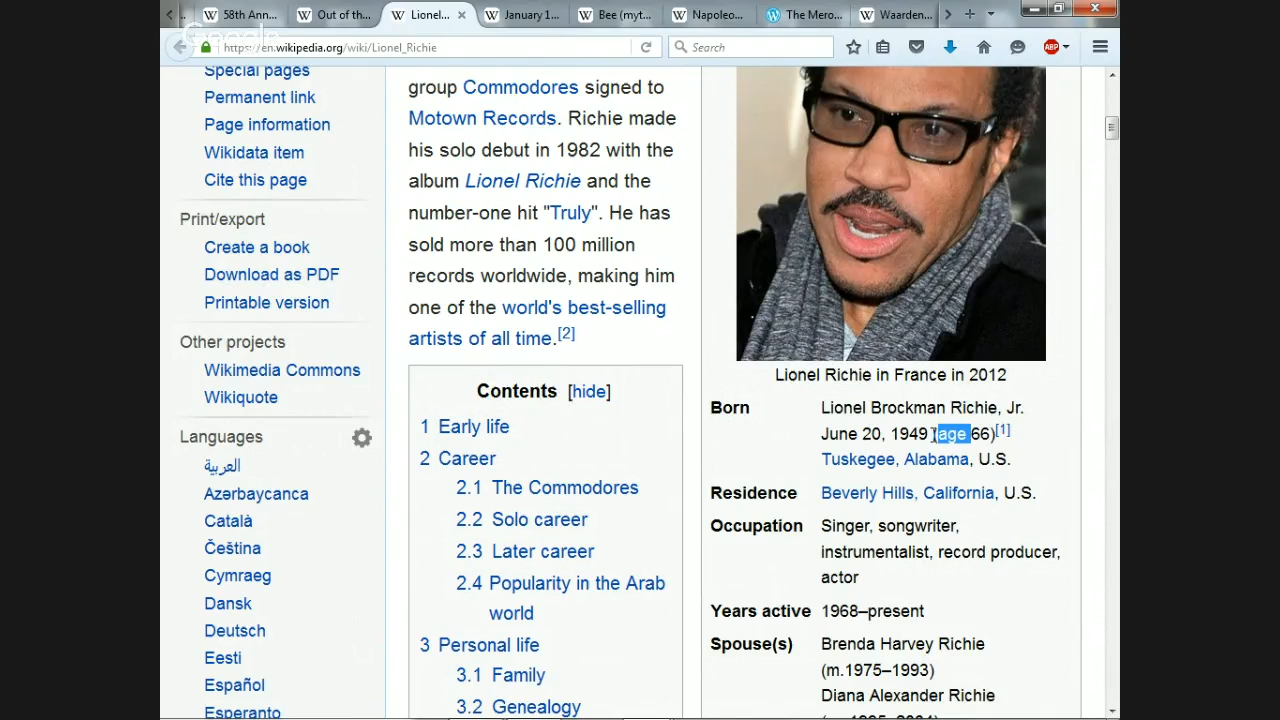 58th Ann...
Out of th...
Lionel...
January 1...
Bee (myt...
Napoleo...
The Mero...
Waarden...
Google
https://en.wikipedia.org/wiki/Lionel_Richie
Search
ABP
Special pages
Permanent link
Page information
Wikidata item
Cite this page
Print/export
Create a book
Download as PDF
Printable version
Other projects
Wikimedia Commons
Wikiquote
Languages
العربية
Azərbaycanca
Català
Čeština
Cymraeg
Dansk
Deutsch
Eesti
Español
Esperanto
group Commodores signed to
Motown Records. Richie made
his solo debut in 1982 with the
album Lionel Richie and the
number-one hit "Truly". He has
sold more than 100 million
records worldwide, making him
one of the world's best-selling
artists of all time.[2]
Contents [hide]
1 Early life
2 Career
2.1 The Commodores
2.2 Solo career
2.3 Later career
2.4 Popularity in the Arab
world
3 Personal life
3.1 Family
3.2 Genealogy
Lionel Richie in France in 2012
Born Lionel Brockman Richie, Jr.
June 20, 1949 (age 66)[1]
Tuskegee, Alabama, U.S.
Residence Beverly Hills, California, U.S.
Occupation Singer, songwriter,
instrumentalist, record producer,
actor
Years active 1968–present
Spouse(s) Brenda Harvey Richie
(m.1975–1993)
Diana Alexander Richie